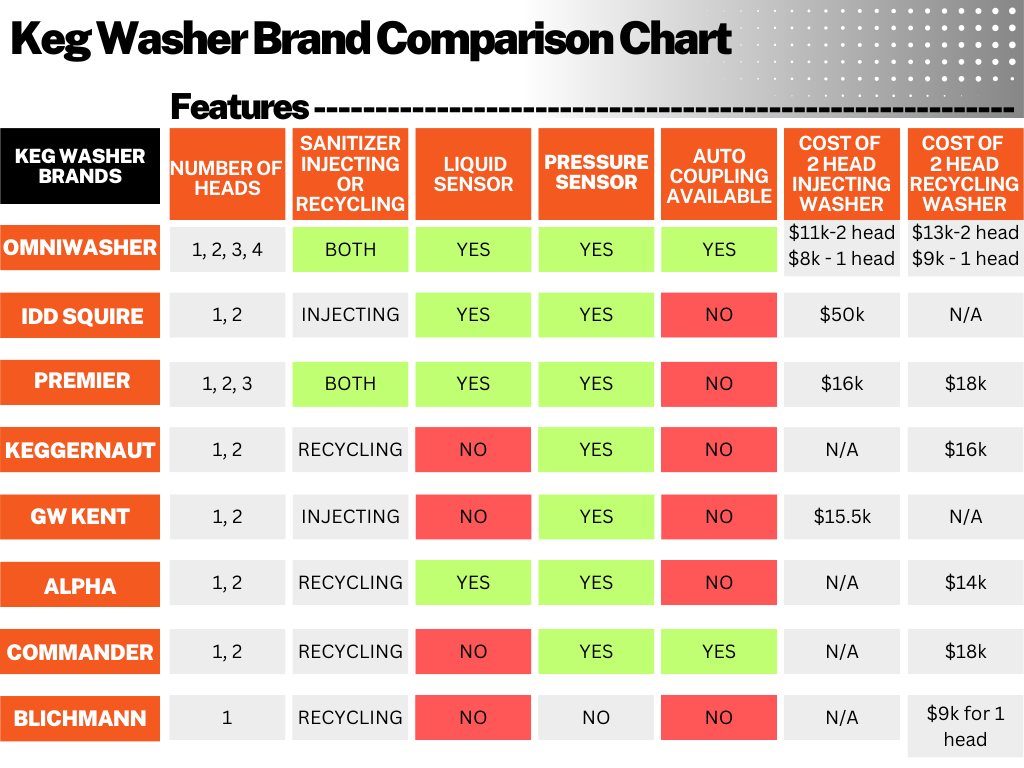 Keg Washer Brand Comparison Chart
Features ----------------------------------------------------------
KEG WASHER
BRANDS
NUMBER OF
HEADS
SANITIZER
INJECTING
OR
RECYCLING
LIQUID
SENSOR
PRESSURE
SENSOR
AUTO
COUPLING
AVAILABLE
COST OF
2 HEAD
INJECTING
WASHER
COST OF
2 HEAD
RECYCLING
WASHER
OMNIWASHER
1, 2, 3, 4
BOTH
YES
YES
YES
$11k-2 head
$8k - 1 head
$13k-2 head
$9k - 1 head
IDD SQUIRE
1, 2
INJECTING
YES
YES
NO
$50k
N/A
PREMIER
1, 2, 3
BOTH
YES
YES
NO
$16k
$18k
KEGGERNAUT
1, 2
RECYCLING
NO
YES
NO
N/A
$16k
GW KENT
1, 2
INJECTING
NO
YES
NO
$15.5k
N/A
ALPHA
1, 2
RECYCLING
YES
YES
NO
N/A
$14k
COMMANDER
1, 2
RECYCLING
NO
YES
YES
N/A
$18k
BLICHMANN
1
RECYCLING
NO
NO
NO
N/A
$9k for 1
head